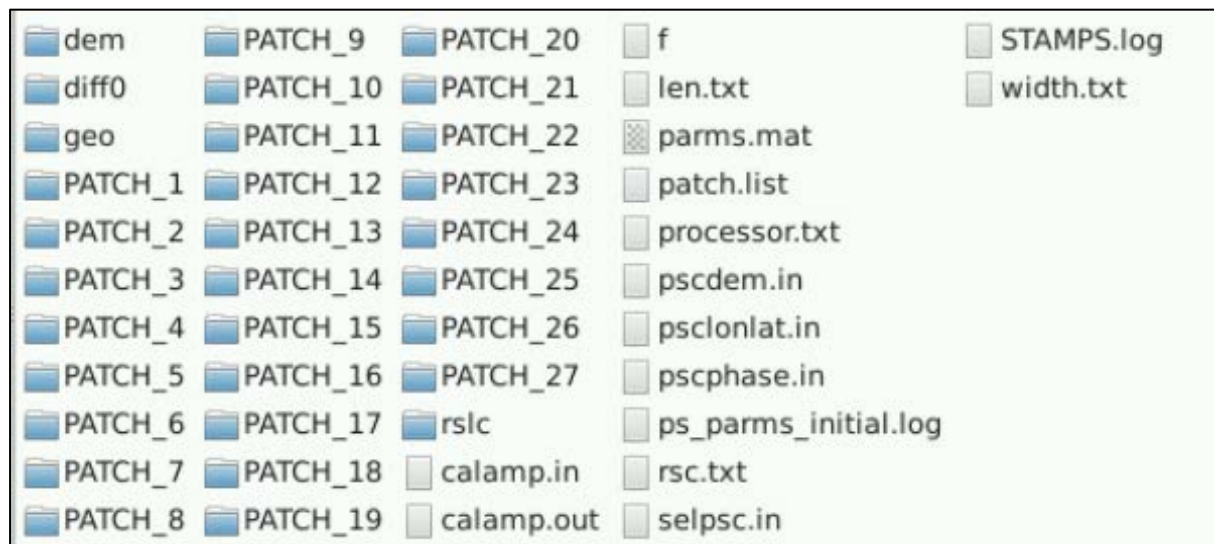 dem
diff0
geo
PATCH_1
PATCH_2
PATCH_3
PATCH_4
PATCH_5
PATCH_6
PATCH_7
PATCH_8
PATCH_9
PATCH_10
PATCH_11
PATCH_12
PATCH_13
PATCH_14
PATCH_15
PATCH_16
PATCH_17
PATCH_18
PATCH_19
PATCH_20
PATCH_21
PATCH_22
PATCH_23
PATCH_24
PATCH_25
PATCH_26
PATCH_27
rslc
calamp.in
calamp.out
f
len.txt
parms.mat
patch.list
processor.txt
pscdem.in
psclonlat.in
pscphase.in
ps_parms_initial.log
rsc.txt
selpsc.in
STAMPS.log
width.txt